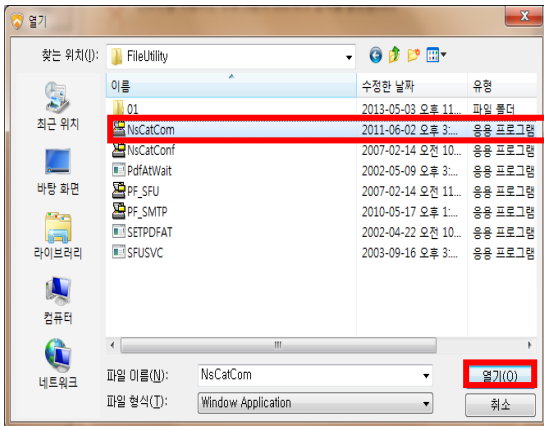 열기
찾는 위치(I): FileUtility
이름 수정한 날짜 유형
01 2013-05-03 오후 11... 파일 폴더
NsCatCom 2011-06-02 오후 3:... 응용 프로그램
NsCatConf 2007-02-14 오전 10... 응용 프로그램
PdfAtWait 2002-05-09 오후 3:... 응용 프로그램
PF_SFU 2007-02-14 오전 11... 응용 프로그램
PF_SMTP 2010-05-17 오후 1:... 응용 프로그램
SETPDFAT 2002-04-22 오전 10... 응용 프로그램
SFUSVC 2003-09-16 오후 3:... 응용 프로그램
최근 위치
바탕 화면
라이브러리
컴퓨터
네트워크
파일 이름(N): NsCatCom 열기(O)
파일 형식(T): Window Application 취소